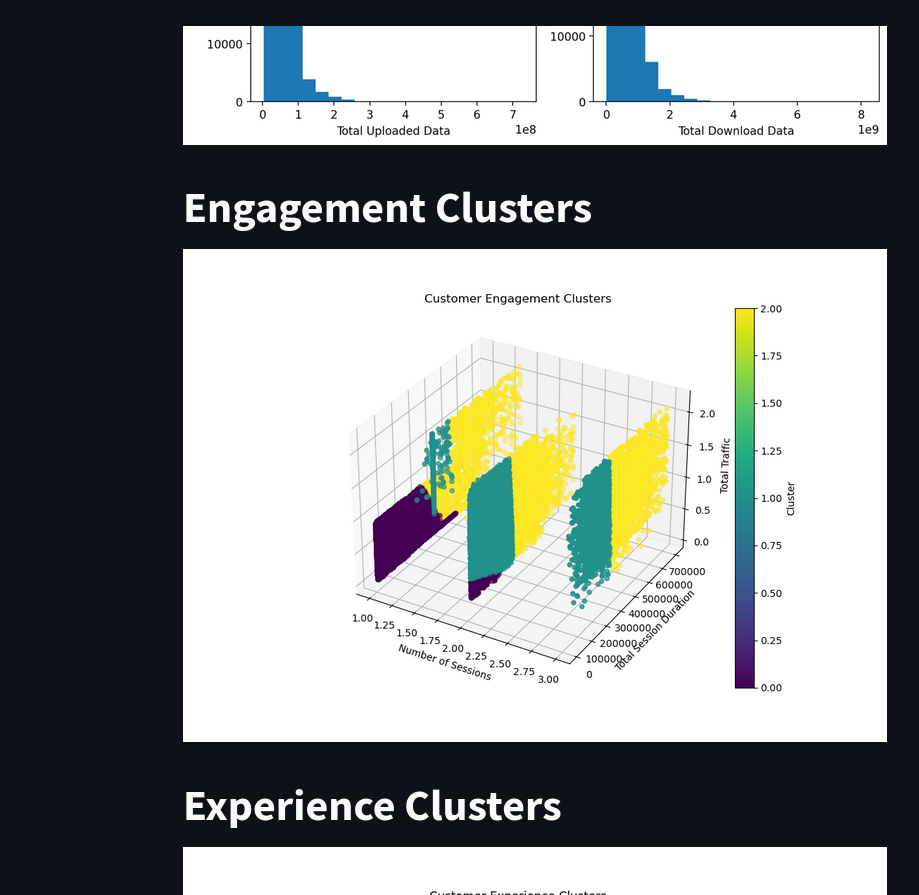 10000
0
0 1 2 3 4 5 6 7
1e8
Total Uploaded Data
10000
0
0 2 4 6 8
1e9
Total Download Data
Engagement Clusters
Customer Engagement Clusters
2.00
1.75
1.50
1.25
1.00
0.75
0.50
0.25
0.00
Cluster
2.0
1.5
1.0
0.5
0.0
Total Traffic
700000
600000
500000
400000
300000
200000
100000
0
Total Session Duration
1.00
1.25
1.50
1.75
2.00
2.25
2.50
2.75
3.00
Number of Sessions
Experience Clusters
Customer Experience Clusters